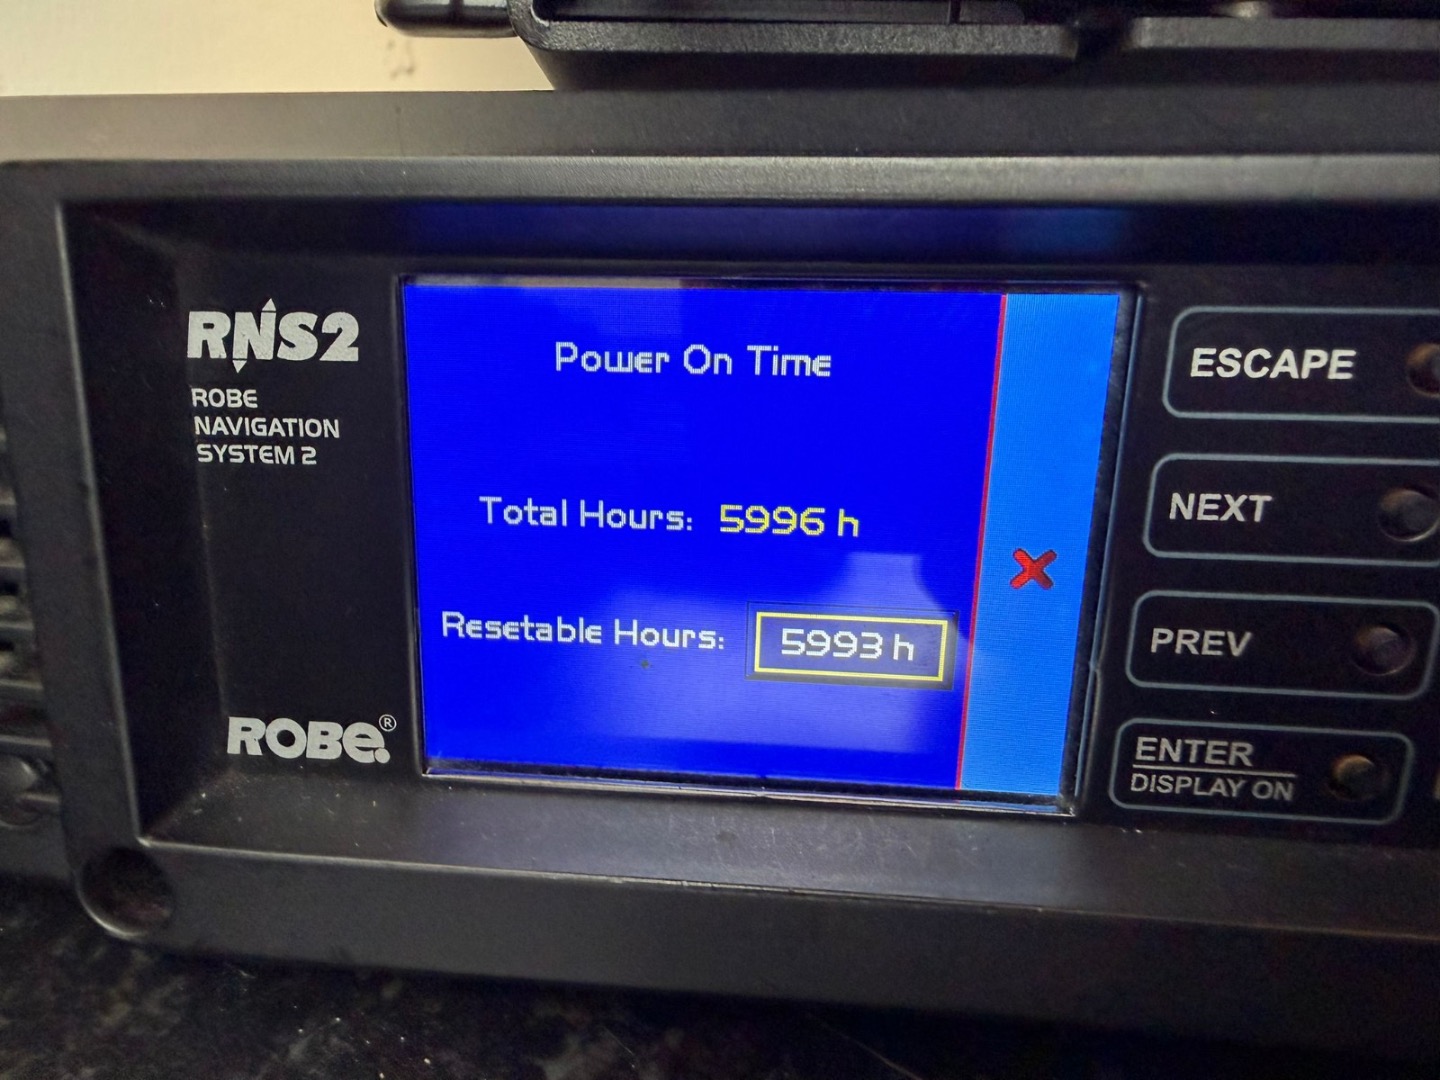 RNS2
ROBE
NAVIGATION
SYSTEM 2
ROBE®
Power On Time
Total Hours: 5996 h
Resetable Hours: 5993 h
ESCAPE
NEXT
PREV
ENTER
DISPLAY ON